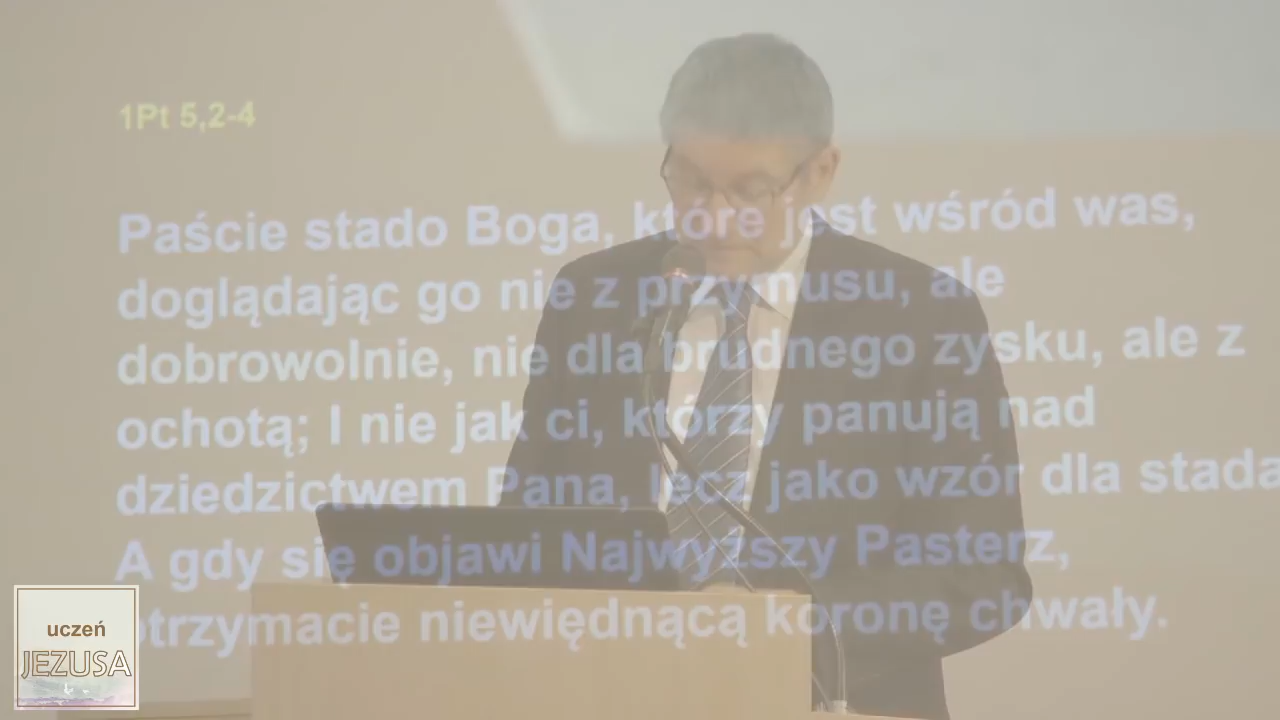 1Pt 5,2-4
Paście stado Boga, które jest wśród was,
doglądając go nie z przymusu, ale
dobrowolnie, nie dla brudnego zysku, ale z
ochotą; I nie jak ci, którzy panują nad
dziedzictwem Pana, lecz jako wzór dla stada
A gdy się objawi Najwyższy Pasterz,
otrzymacie niewiędnącą koronę chwały.
uczeń
JEZUSA